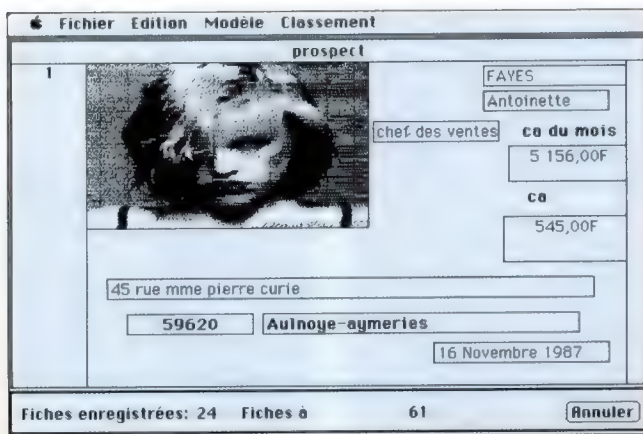 Fichier Edition Modèle Classement
prospect
1
FAYES
Antoinette
chef des ventes
ca du mois
5 156,00F
ca
545,00F
45 rue mme pierre curie
59620 Aulnoye-aymeries
16 Novembre 1987
Fiches enregistrées: 24 Fiches à 61 Annuler